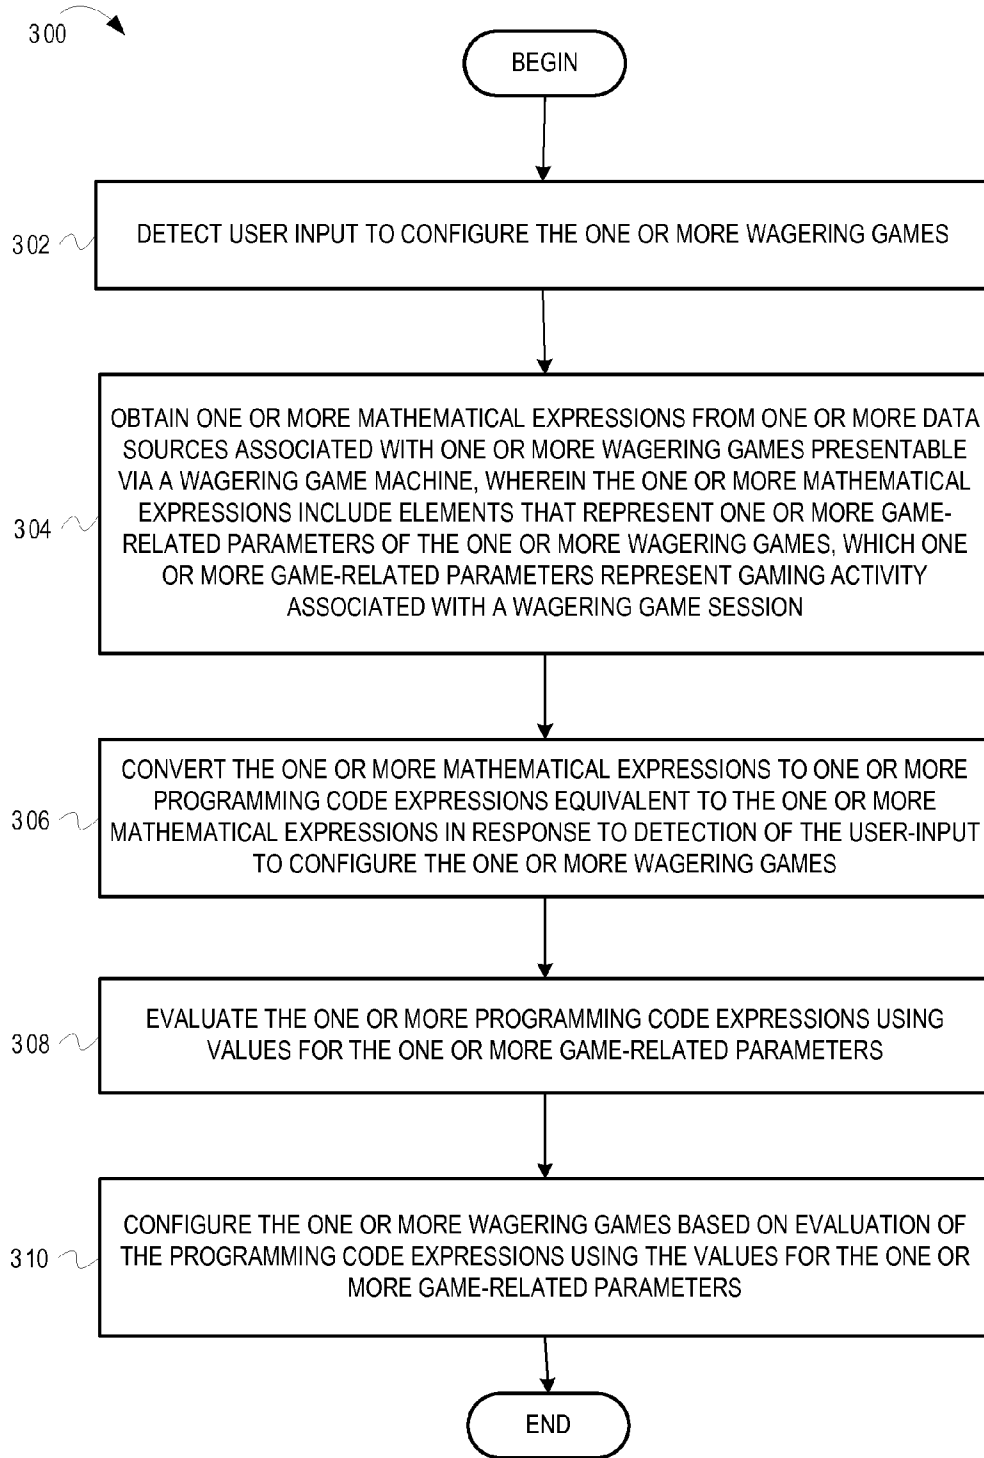 300
BEGIN
302
DETECT USER INPUT TO CONFIGURE THE ONE OR MORE WAGERING GAMES
304
OBTAIN ONE OR MORE MATHEMATICAL EXPRESSIONS FROM ONE OR MORE DATA
SOURCES ASSOCIATED WITH ONE OR MORE WAGERING GAMES PRESENTABLE
VIA A WAGERING GAME MACHINE, WHEREIN THE ONE OR MORE MATHEMATICAL
EXPRESSIONS INCLUDE ELEMENTS THAT REPRESENT ONE OR MORE GAME-
RELATED PARAMETERS OF THE ONE OR MORE WAGERING GAMES, WHICH ONE
OR MORE GAME-RELATED PARAMETERS REPRESENT GAMING ACTIVITY
ASSOCIATED WITH A WAGERING GAME SESSION
306
CONVERT THE ONE OR MORE MATHEMATICAL EXPRESSIONS TO ONE OR MORE
PROGRAMMING CODE EXPRESSIONS EQUIVALENT TO THE ONE OR MORE
MATHEMATICAL EXPRESSIONS IN RESPONSE TO DETECTION OF THE USER-INPUT
TO CONFIGURE THE ONE OR MORE WAGERING GAMES
308
EVALUATE THE ONE OR MORE PROGRAMMING CODE EXPRESSIONS USING
VALUES FOR THE ONE OR MORE GAME-RELATED PARAMETERS
310
CONFIGURE THE ONE OR MORE WAGERING GAMES BASED ON EVALUATION OF
THE PROGRAMMING CODE EXPRESSIONS USING THE VALUES FOR THE ONE OR
MORE GAME-RELATED PARAMETERS
END